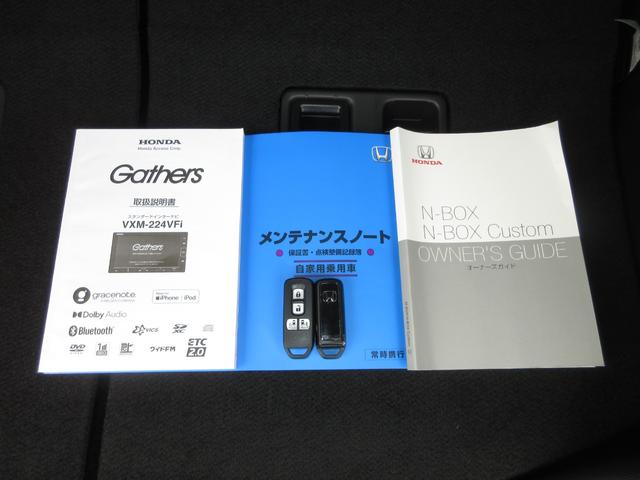 HONDA
Honda Access Corp.
Gathers
取扱説明書
スタンダードインターナビ
VXM-224VFi
Gathers
gracenote
iPhone | iPod
Dolby Audio
Bluetooth
VICS
SD XC
DVD
ワイドFM
ETC 2.0
メンテナンスノート
保証書・点検整備記録簿
自家用乗用車
常時携行
HONDA
N-BOX
N-BOX Custom
OWNER'S GUIDE
オーナーズガイド